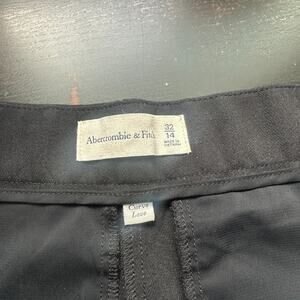 Abercrombie & Fitch
32
14
MADE IN
VIETNAM
Curve
Love